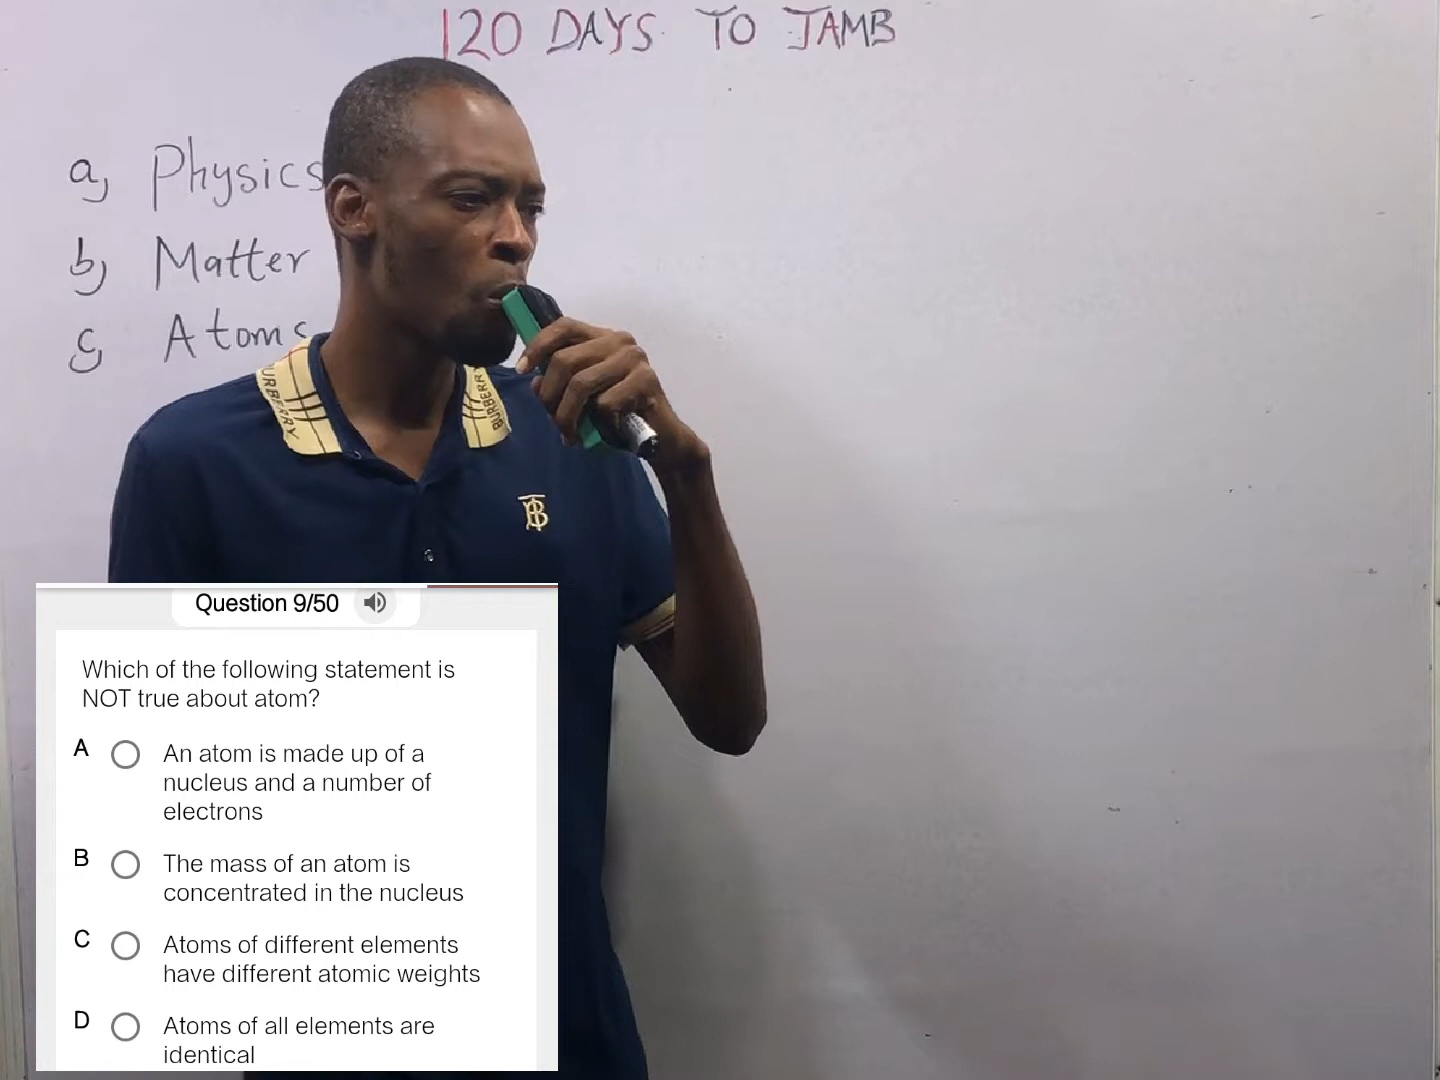 120 DAYS TO JAMB
a, Physics
b, Matter
c, Atoms
URBERRY
BURBERRY
TB
Question 9/50
Which of the following statement is
NOT true about atom?
A An atom is made up of a
nucleus and a number of
electrons
B The mass of an atom is
concentrated in the nucleus
C Atoms of different elements
have different atomic weights
D Atoms of all elements are
identical